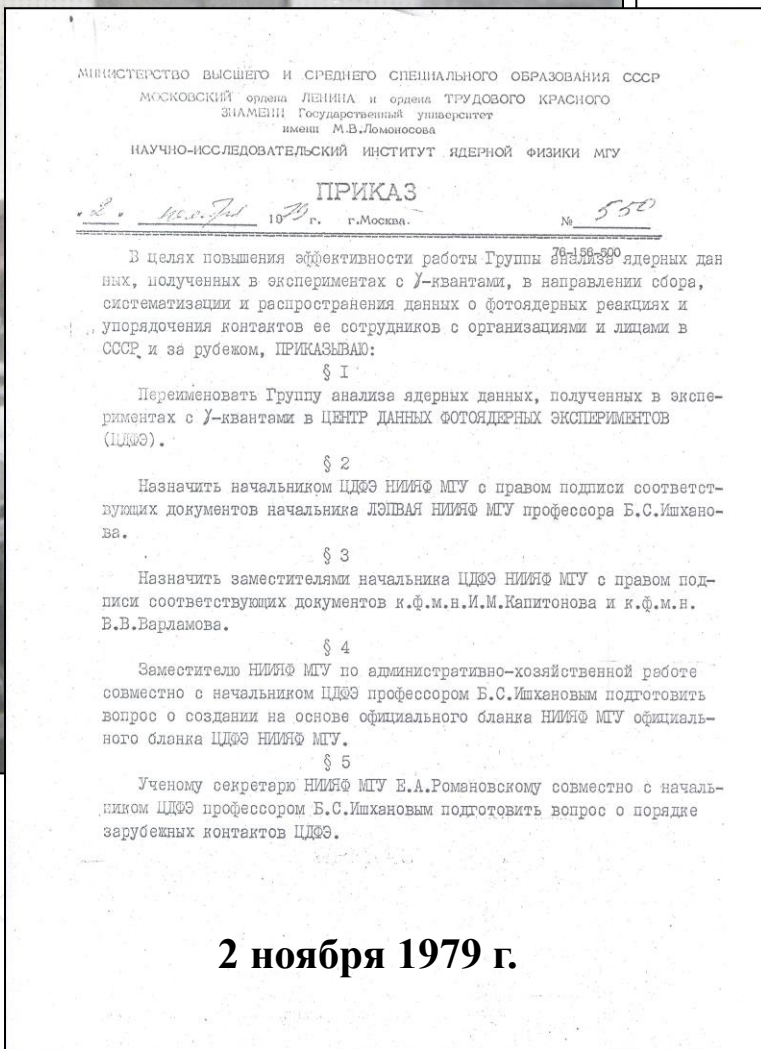 МИНИСТЕРСТВО ВЫСШЕГО И СРЕДНЕГО СПЕЦИАЛЬНОГО ОБРАЗОВАНИЯ СССР
МОСКОВСКИЙ ордена ЛЕНИНА и ордена ТРУДОВОГО КРАСНОГО
ЗНАМЕНИ Государственный университет
имени М.В.Ломоносова
НАУЧНО-ИССЛЕДОВАТЕЛЬСКИЙ ИНСТИТУТ ЯДЕРНОЙ ФИЗИКИ МГУ
ПРИКАЗ
"2" ноября 1979 г. г.Москва. № 550
76-156-500
В целях повышения эффективности работы Группы анализа ядерных дан
ных, полученных в экспериментах с γ-квантами, в направлении сбора,
систематизации и распространения данных о фотоядерных реакциях и
упорядочения контактов ее сотрудников с организациями и лицами в
СССР и за рубежом, ПРИКАЗЫВАЮ:
§ I
Переименовать Группу анализа ядерных данных, полученных в экспе-
риментах с γ-квантами в ЦЕНТР ДАННЫХ ФОТОЯДЕРНЫХ ЭКСПЕРИМЕНТОВ
(ЦДФЭ).
§ 2
Назначить начальником ЦДФЭ НИИЯФ МГУ с правом подписи соответст-
вующих документов начальника ЛЭПВАЯ НИИЯФ МГУ профессора Б.С.Ишхано-
ва.
§ 3
Назначить заместителями начальника ЦДФЭ НИИЯФ МГУ с правом под-
писи соответствующих документов к.ф.м.н.И.М.Капитонова и к.ф.м.н.
В.В.Варламова.
§ 4
Заместителю НИИЯФ МГУ по административно-хозяйственной работе
совместно с начальником ЦДФЭ профессором Б.С.Ишхановым подготовить
вопрос о создании на основе официального бланка НИИЯФ МГУ официаль-
ного бланка ЦДФЭ НИИЯФ МГУ.
§ 5
Ученому секретарю НИИЯФ МГУ Е.А.Романовскому совместно с началь-
ником ЦДФЭ профессором Б.С.Ишхановым подготовить вопрос о порядке
зарубежных контактов ЦДФЭ.
2 ноября 1979 г.